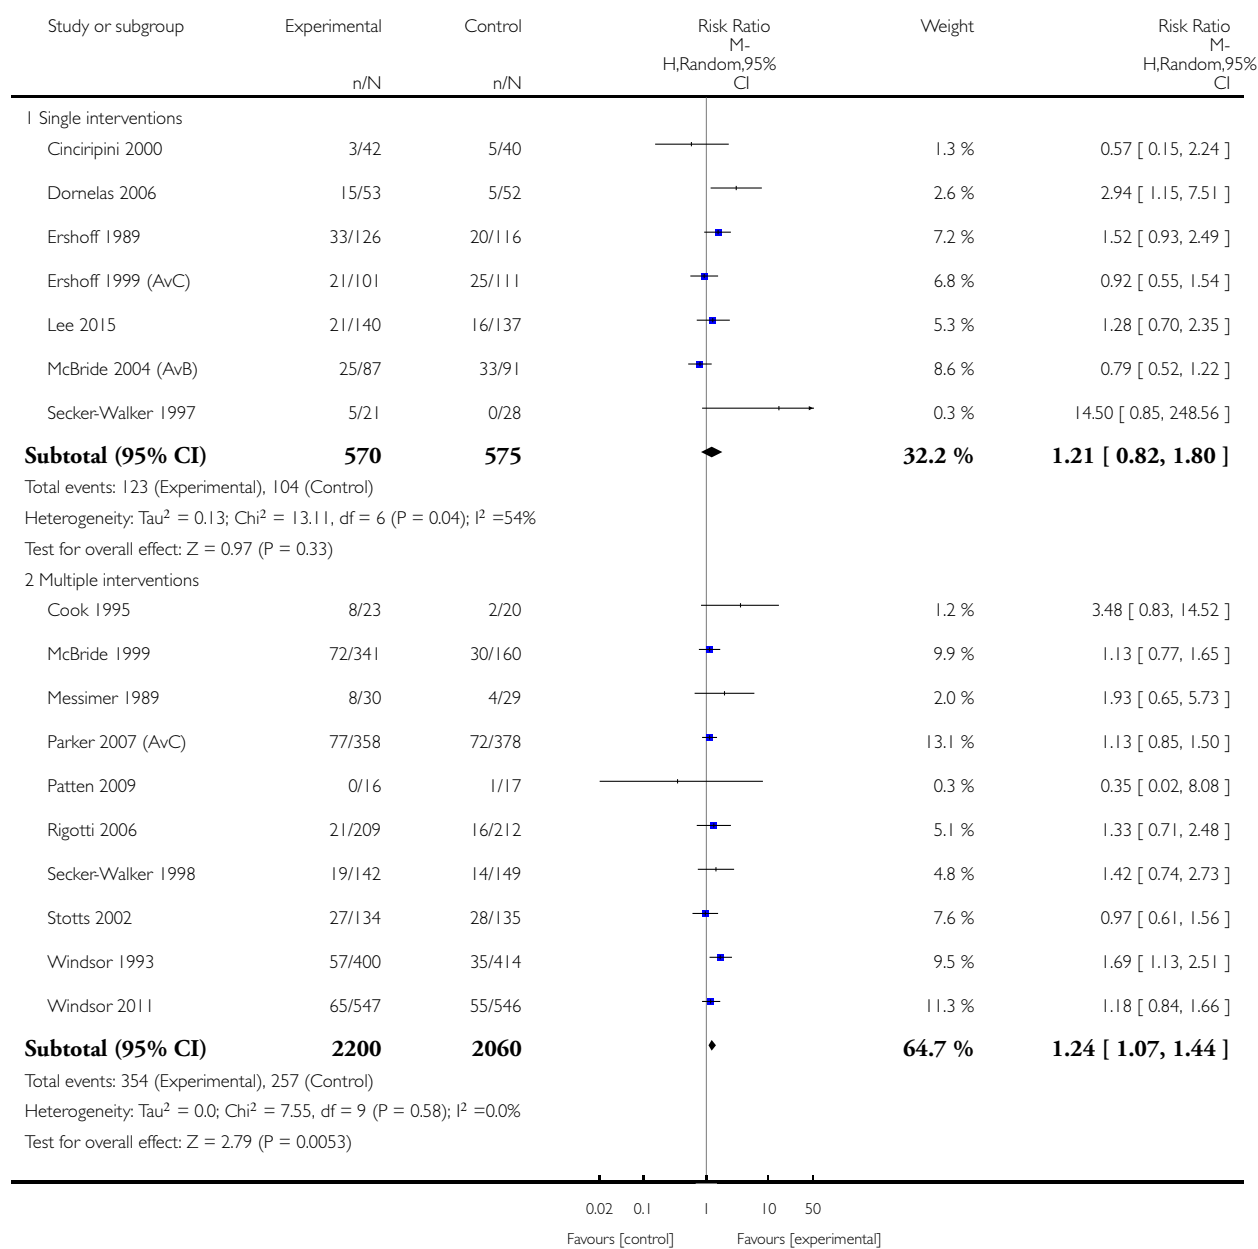 Study or subgroup Experimental Control Risk Ratio Weight Risk Ratio
M- M-
H,Random,95% H,Random,95%
n/N n/N CI CI
1 Single interventions
Cinciripini 2000 3/42 5/40 1.3 % 0.57 [ 0.15, 2.24 ]
Dornelas 2006 15/53 5/52 2.6 % 2.94 [ 1.15, 7.51 ]
Ershoff 1989 33/126 20/116 7.2 % 1.52 [ 0.93, 2.49 ]
Ershoff 1999 (AvC) 21/101 25/111 6.8 % 0.92 [ 0.55, 1.54 ]
Lee 2015 21/140 16/137 5.3 % 1.28 [ 0.70, 2.35 ]
McBride 2004 (AvB) 25/87 33/91 8.6 % 0.79 [ 0.52, 1.22 ]
Secker-Walker 1997 5/21 0/28 0.3 % 14.50 [ 0.85, 248.56 ]
Subtotal (95% CI) 570 575 32.2 % 1.21 [ 0.82, 1.80 ]
Total events: 123 (Experimental), 104 (Control)
Heterogeneity: Tau² = 0.13; Chi² = 13.11, df = 6 (P = 0.04); I² =54%
Test for overall effect: Z = 0.97 (P = 0.33)
2 Multiple interventions
Cook 1995 8/23 2/20 1.2 % 3.48 [ 0.83, 14.52 ]
McBride 1999 72/341 30/160 9.9 % 1.13 [ 0.77, 1.65 ]
Messimer 1989 8/30 4/29 2.0 % 1.93 [ 0.65, 5.73 ]
Parker 2007 (AvC) 77/358 72/378 13.1 % 1.13 [ 0.85, 1.50 ]
Patten 2009 0/16 1/17 0.3 % 0.35 [ 0.02, 8.08 ]
Rigotti 2006 21/209 16/212 5.1 % 1.33 [ 0.71, 2.48 ]
Secker-Walker 1998 19/142 14/149 4.8 % 1.42 [ 0.74, 2.73 ]
Stotts 2002 27/134 28/135 7.6 % 0.97 [ 0.61, 1.56 ]
Windsor 1993 57/400 35/414 9.5 % 1.69 [ 1.13, 2.51 ]
Windsor 2011 65/547 55/546 11.3 % 1.18 [ 0.84, 1.66 ]
Subtotal (95% CI) 2200 2060 64.7 % 1.24 [ 1.07, 1.44 ]
Total events: 354 (Experimental), 257 (Control)
Heterogeneity: Tau² = 0.0; Chi² = 7.55, df = 9 (P = 0.58); I² =0.0%
Test for overall effect: Z = 2.79 (P = 0.0053)
0.02 0.1 1 10 50
Favours [control] Favours [experimental]